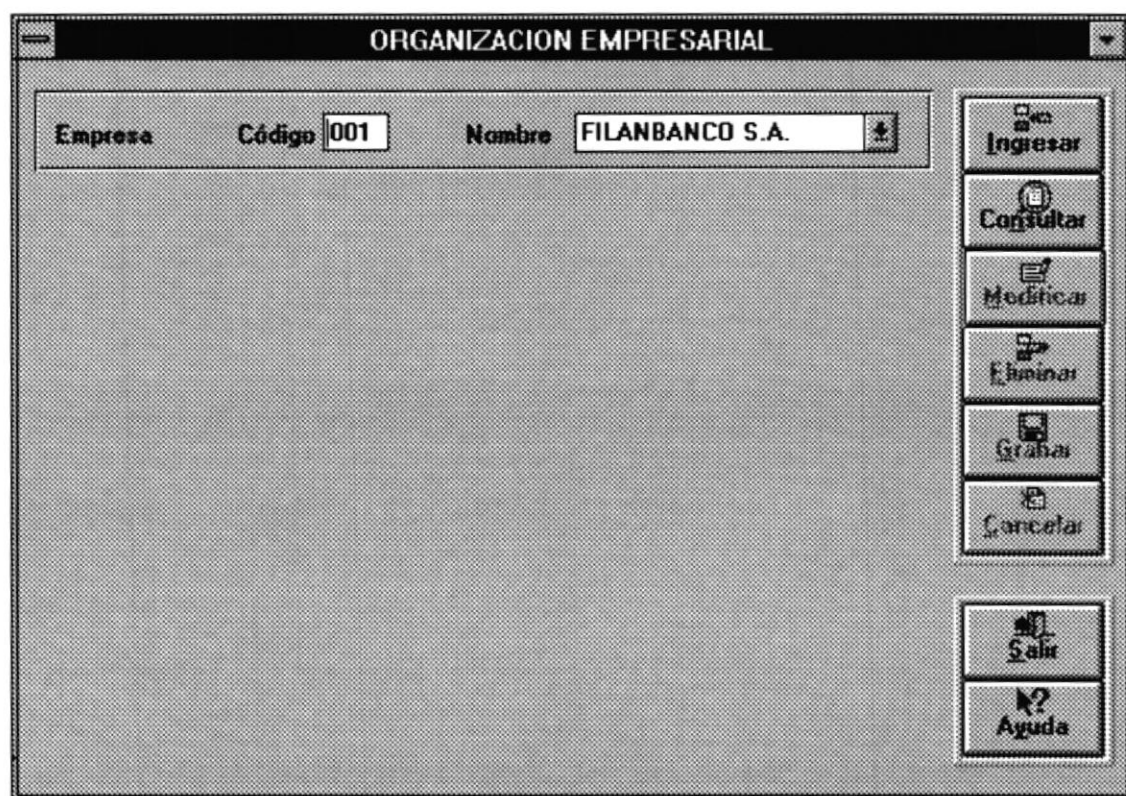 ORGANIZACION EMPRESARIAL
Empresa Código 001 Nombre FILANBANCO S.A.
Ingresar
Consultar
Modificar
Eliminar
Grabar
Cancelar
Salir
Ayuda